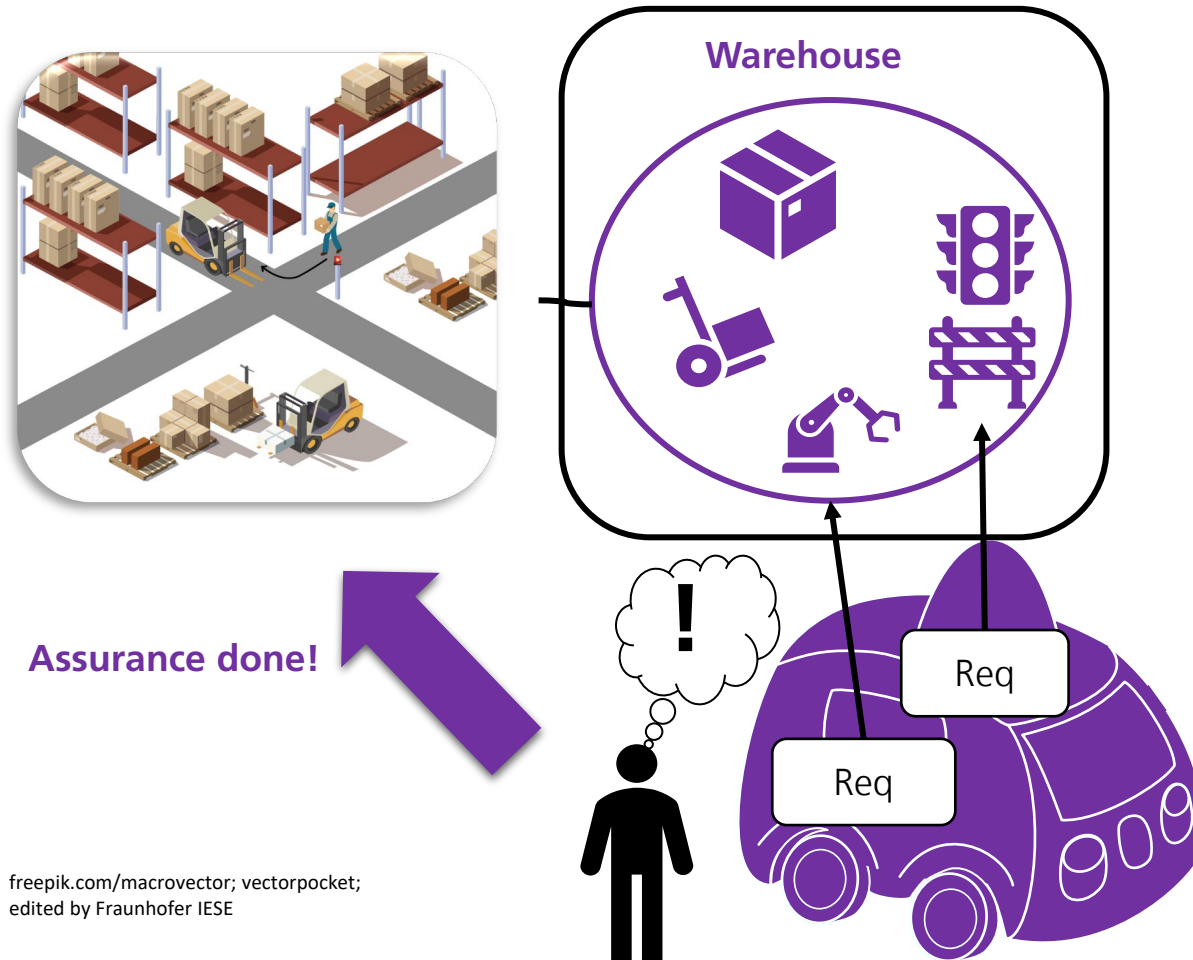 Warehouse
Assurance done!
!
Req
Req
freepik.com/macrovector; vectorpocket;
edited by Fraunhofer IESE